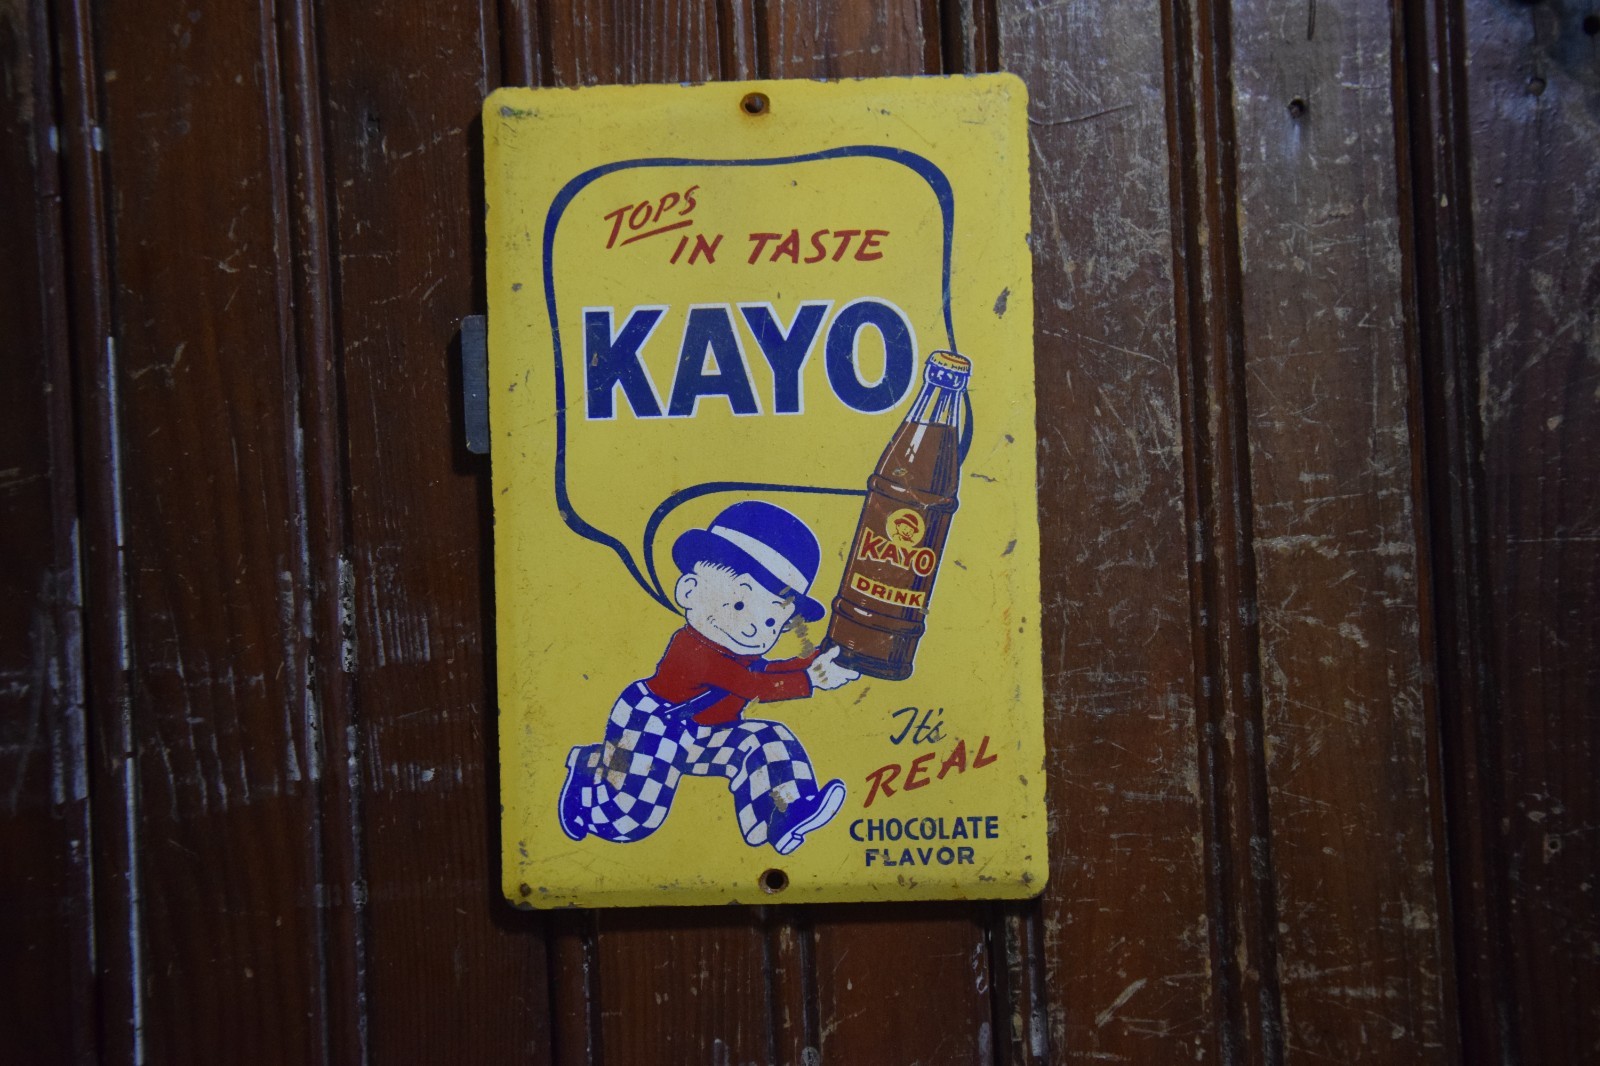 TOPS
IN TASTE
KAYO
KAYO
DRINK
It's
REAL
CHOCOLATE
FLAVOR